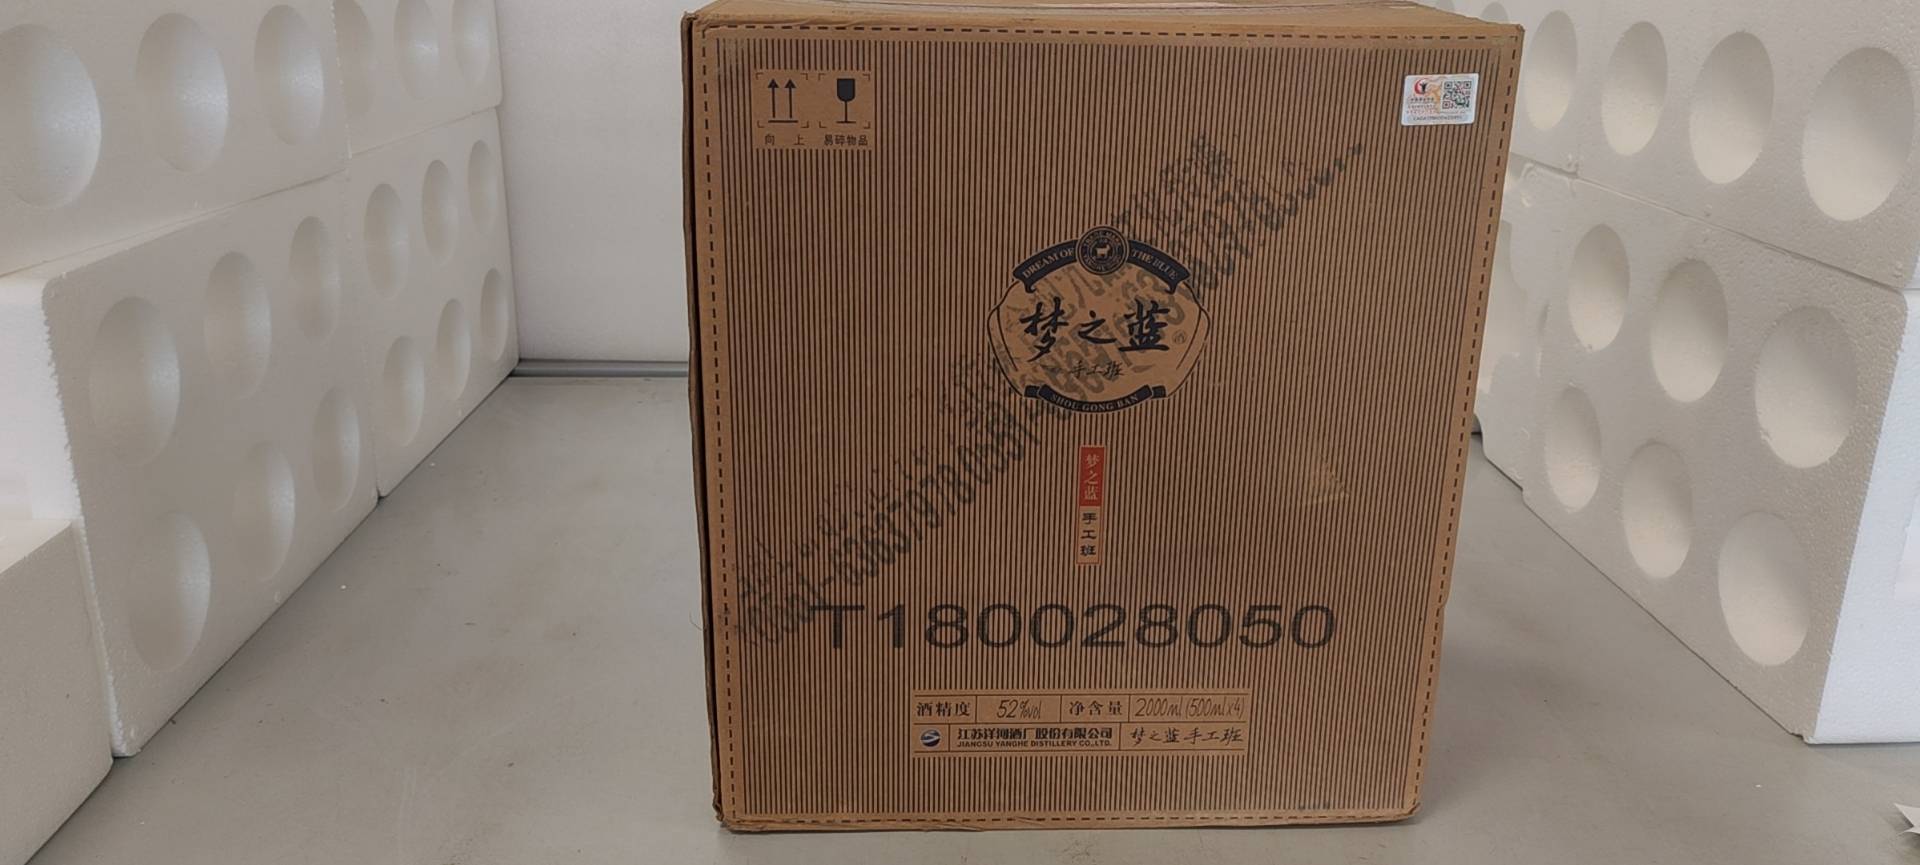 向 上 易碎物品
DREAM OF THE BLUE
梦之蓝
手工班
SHOU GONG BAN
梦之蓝
手工班
T180028050
酒精度 52%vol 净含量 2000ml(500ml×4)
江苏洋河酒厂股份有限公司 梦之蓝手工班
JIANGSU YANGHE DISTILLERY CO.,LTD.